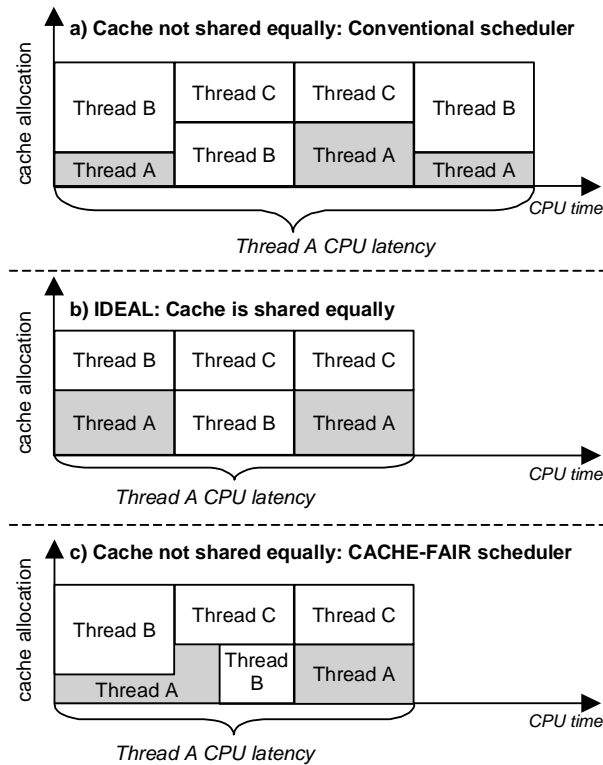 a) Cache not shared equally: Conventional scheduler
cache allocation
Thread B
Thread C
Thread C
Thread B
Thread A
Thread B
Thread A
Thread A
CPU time
Thread A CPU latency
b) IDEAL: Cache is shared equally
cache allocation
Thread B
Thread C
Thread C
Thread A
Thread B
Thread A
CPU time
Thread A CPU latency
c) Cache not shared equally: CACHE-FAIR scheduler
cache allocation
Thread B
Thread C
Thread C
Thread A
Thread
B
Thread A
CPU time
Thread A CPU latency